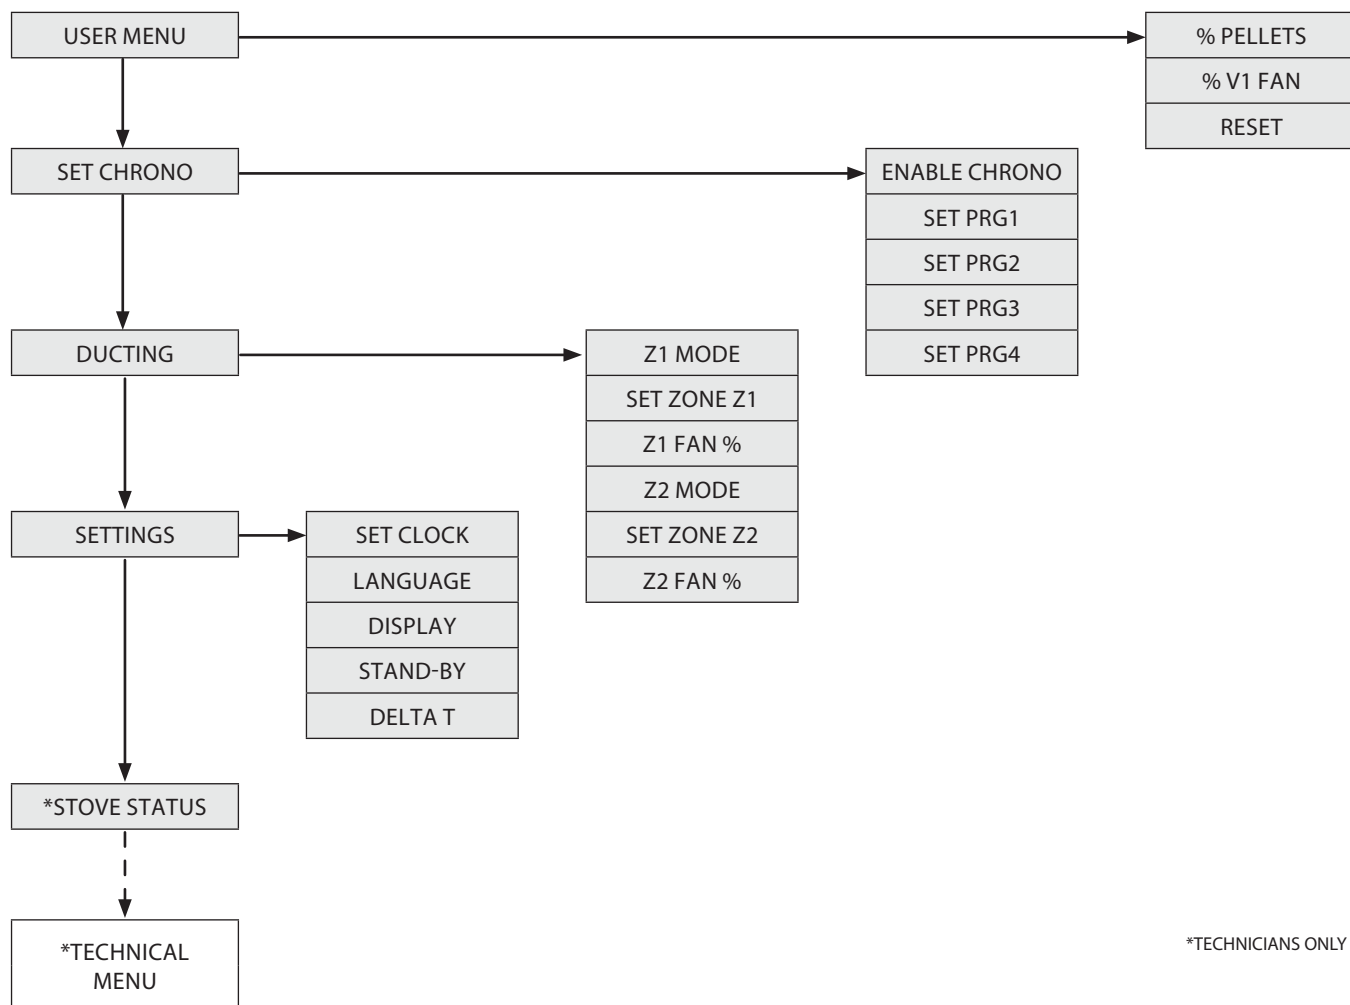 USER MENU
% PELLETS
% V1 FAN
RESET
SET CHRONO
ENABLE CHRONO
SET PRG1
SET PRG2
SET PRG3
SET PRG4
DUCTING
Z1 MODE
SET ZONE Z1
Z1 FAN %
Z2 MODE
SET ZONE Z2
Z2 FAN %
SETTINGS
SET CLOCK
LANGUAGE
DISPLAY
STAND-BY
DELTA T
*STOVE STATUS
*TECHNICAL
MENU
*TECHNICIANS ONLY